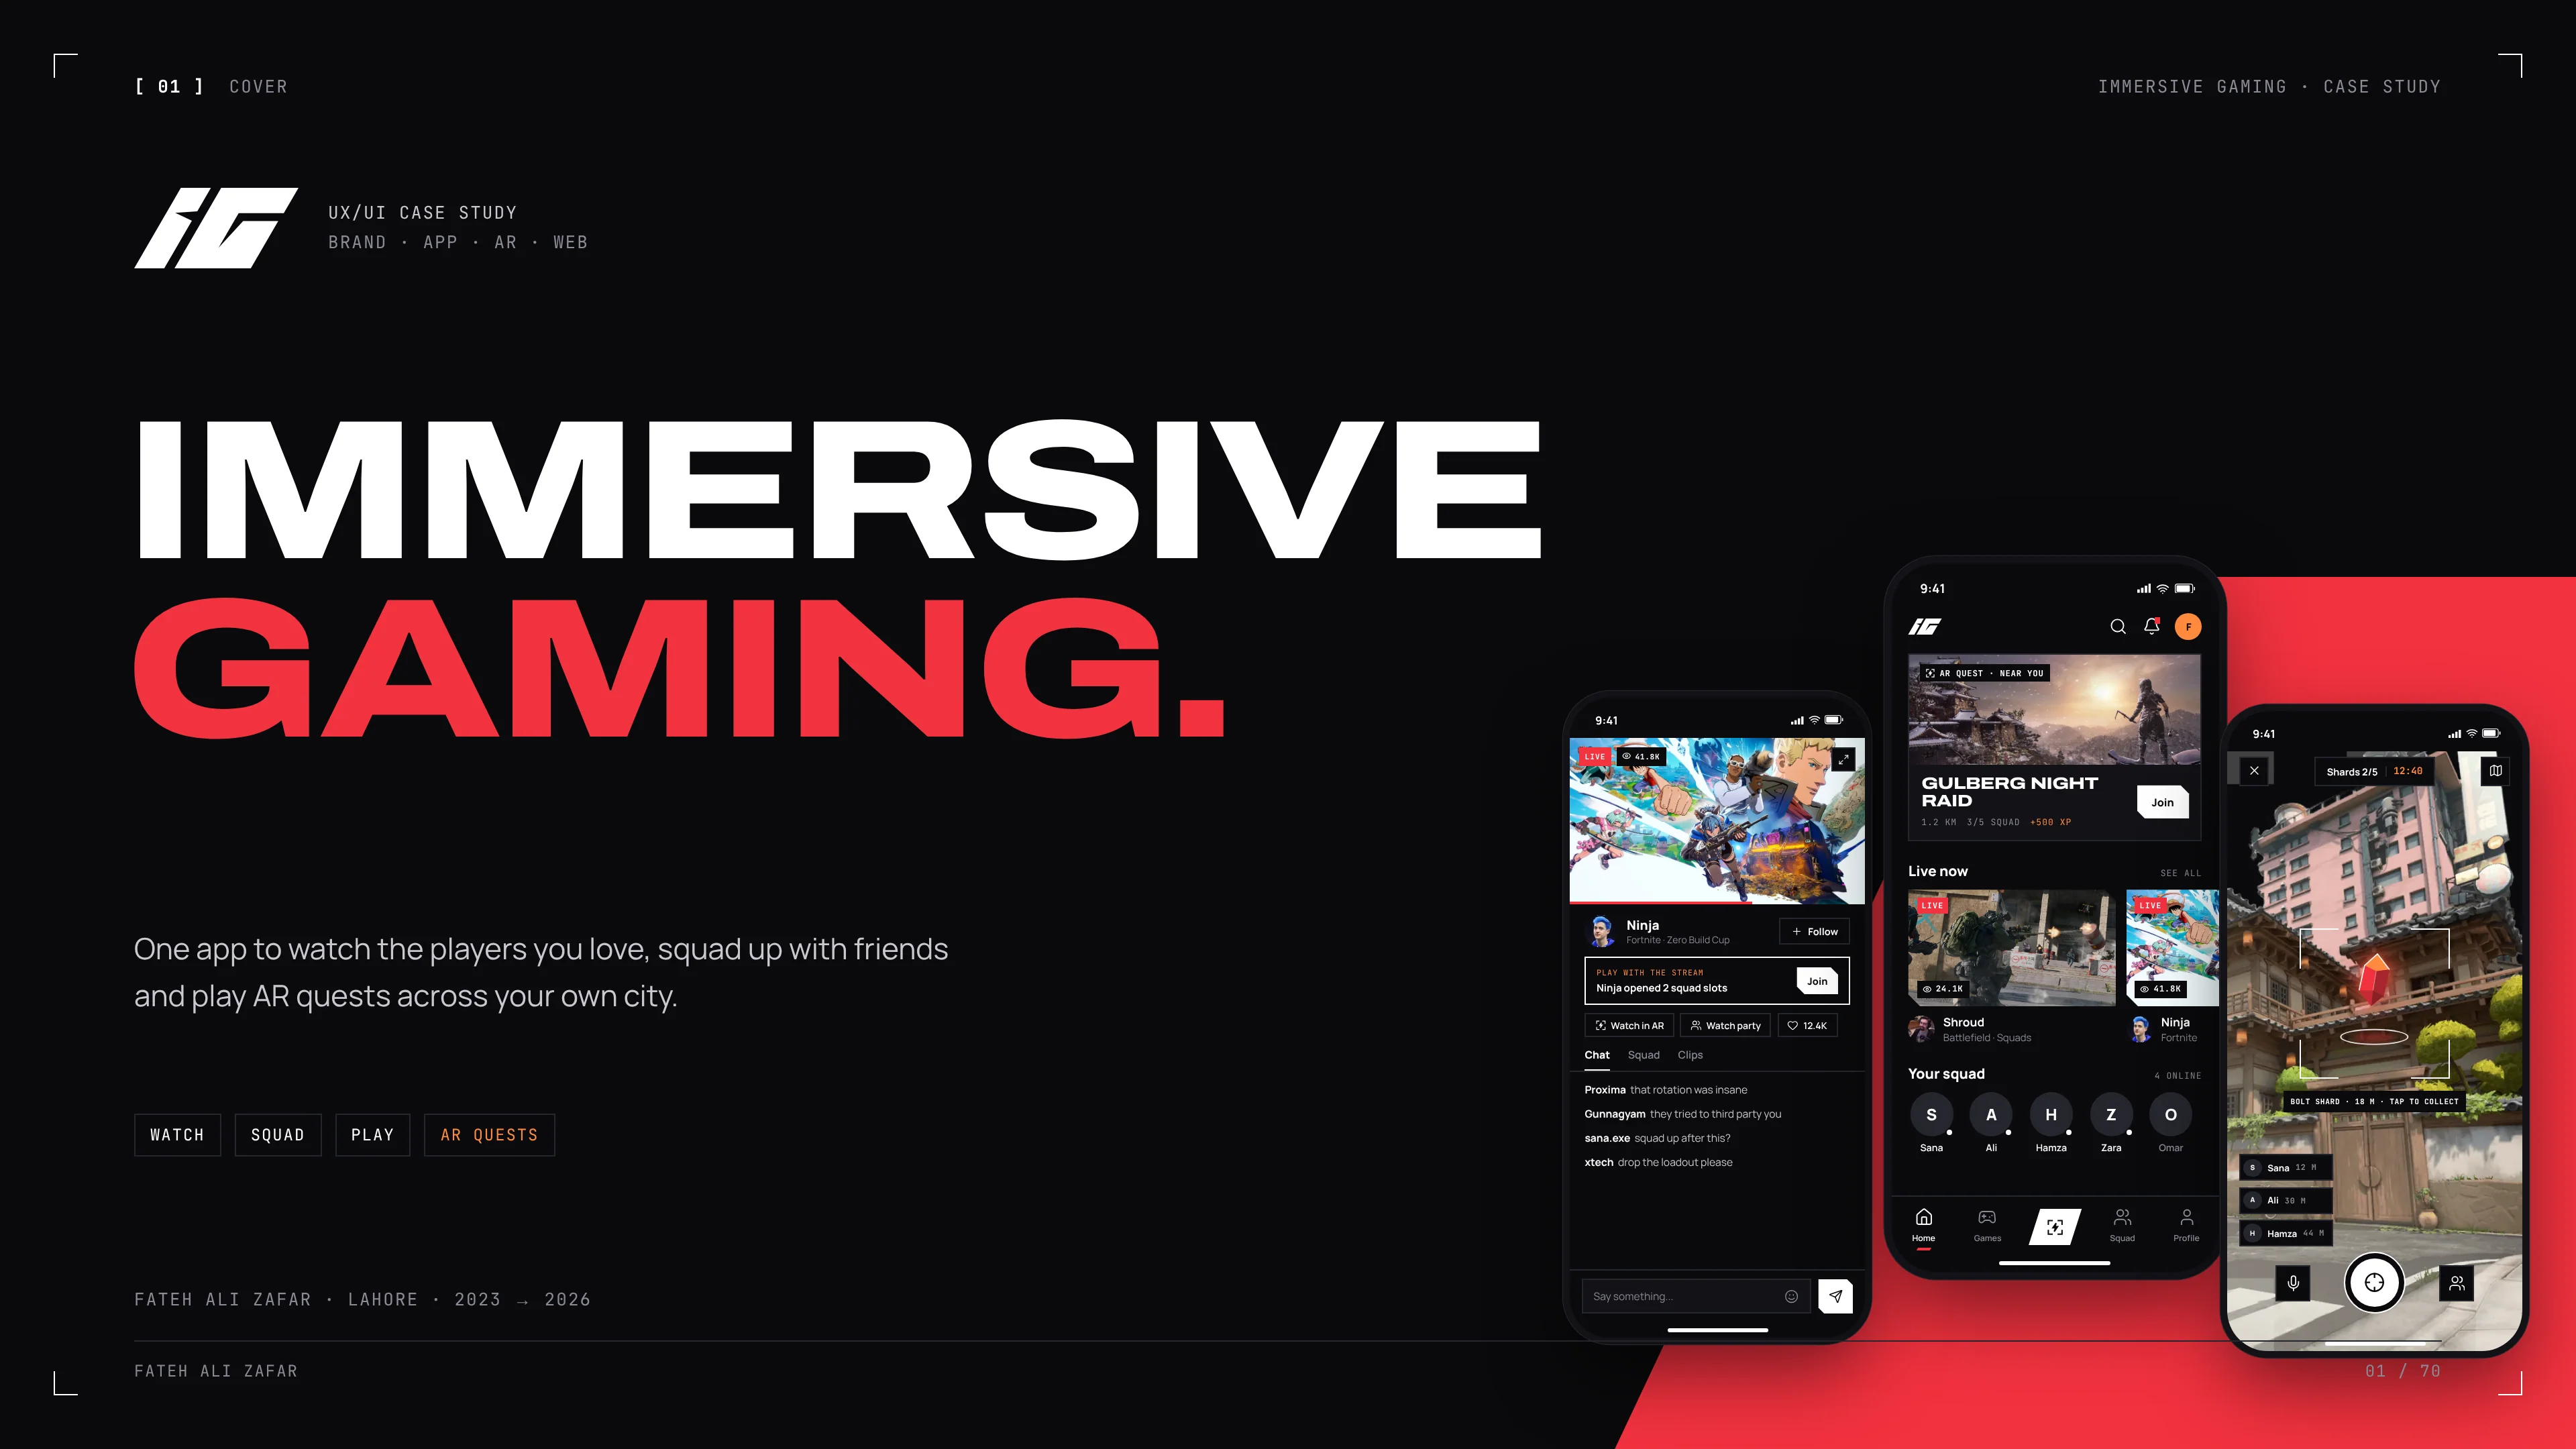 [ 01 ] COVER
IMMERSIVE GAMING · CASE STUDY
iG
UX/UI CASE STUDY
BRAND · APP · AR · WEB
IMMERSIVE
GAMING.
One app to watch the players you love, squad up with friends
and play AR quests across your own city.
WATCH
SQUAD
PLAY
AR QUESTS
FATEH ALI ZAFAR · LAHORE · 2023 → 2026
FATEH ALI ZAFAR
01 / 70
9:41
LIVE
41.8K
Ninja
Fortnite · Zero Build Cup
+ Follow
PLAY WITH THE STREAM
Ninja opened 2 squad slots
Join
Watch in AR
Watch party
12.4K
Chat
Squad
Clips
Proxima that rotation was insane
Gunnagyam they tried to third party you
sana.exe squad up after this?
xtech drop the loadout please
Say something...
9:41
iG
F
AR QUEST · NEAR YOU
GULBERG NIGHT
RAID
Join
1.2 KM 3/5 SQUAD +500 XP
Live now
SEE ALL
LIVE
24.1K
LIVE
41.8K
Shroud
Battlefield · Squads
Ninja
Fortnite
Your squad
4 ONLINE
S
A
H
Z
O
Sana
Ali
Hamza
Zara
Omar
Home
Games
Squad
Profile
9:41
Shards 2/5
12:40
BOLT SHARD · 18 M · TAP TO COLLECT
S Sana 12 M
A Ali 30 M
H Hamza 44 M